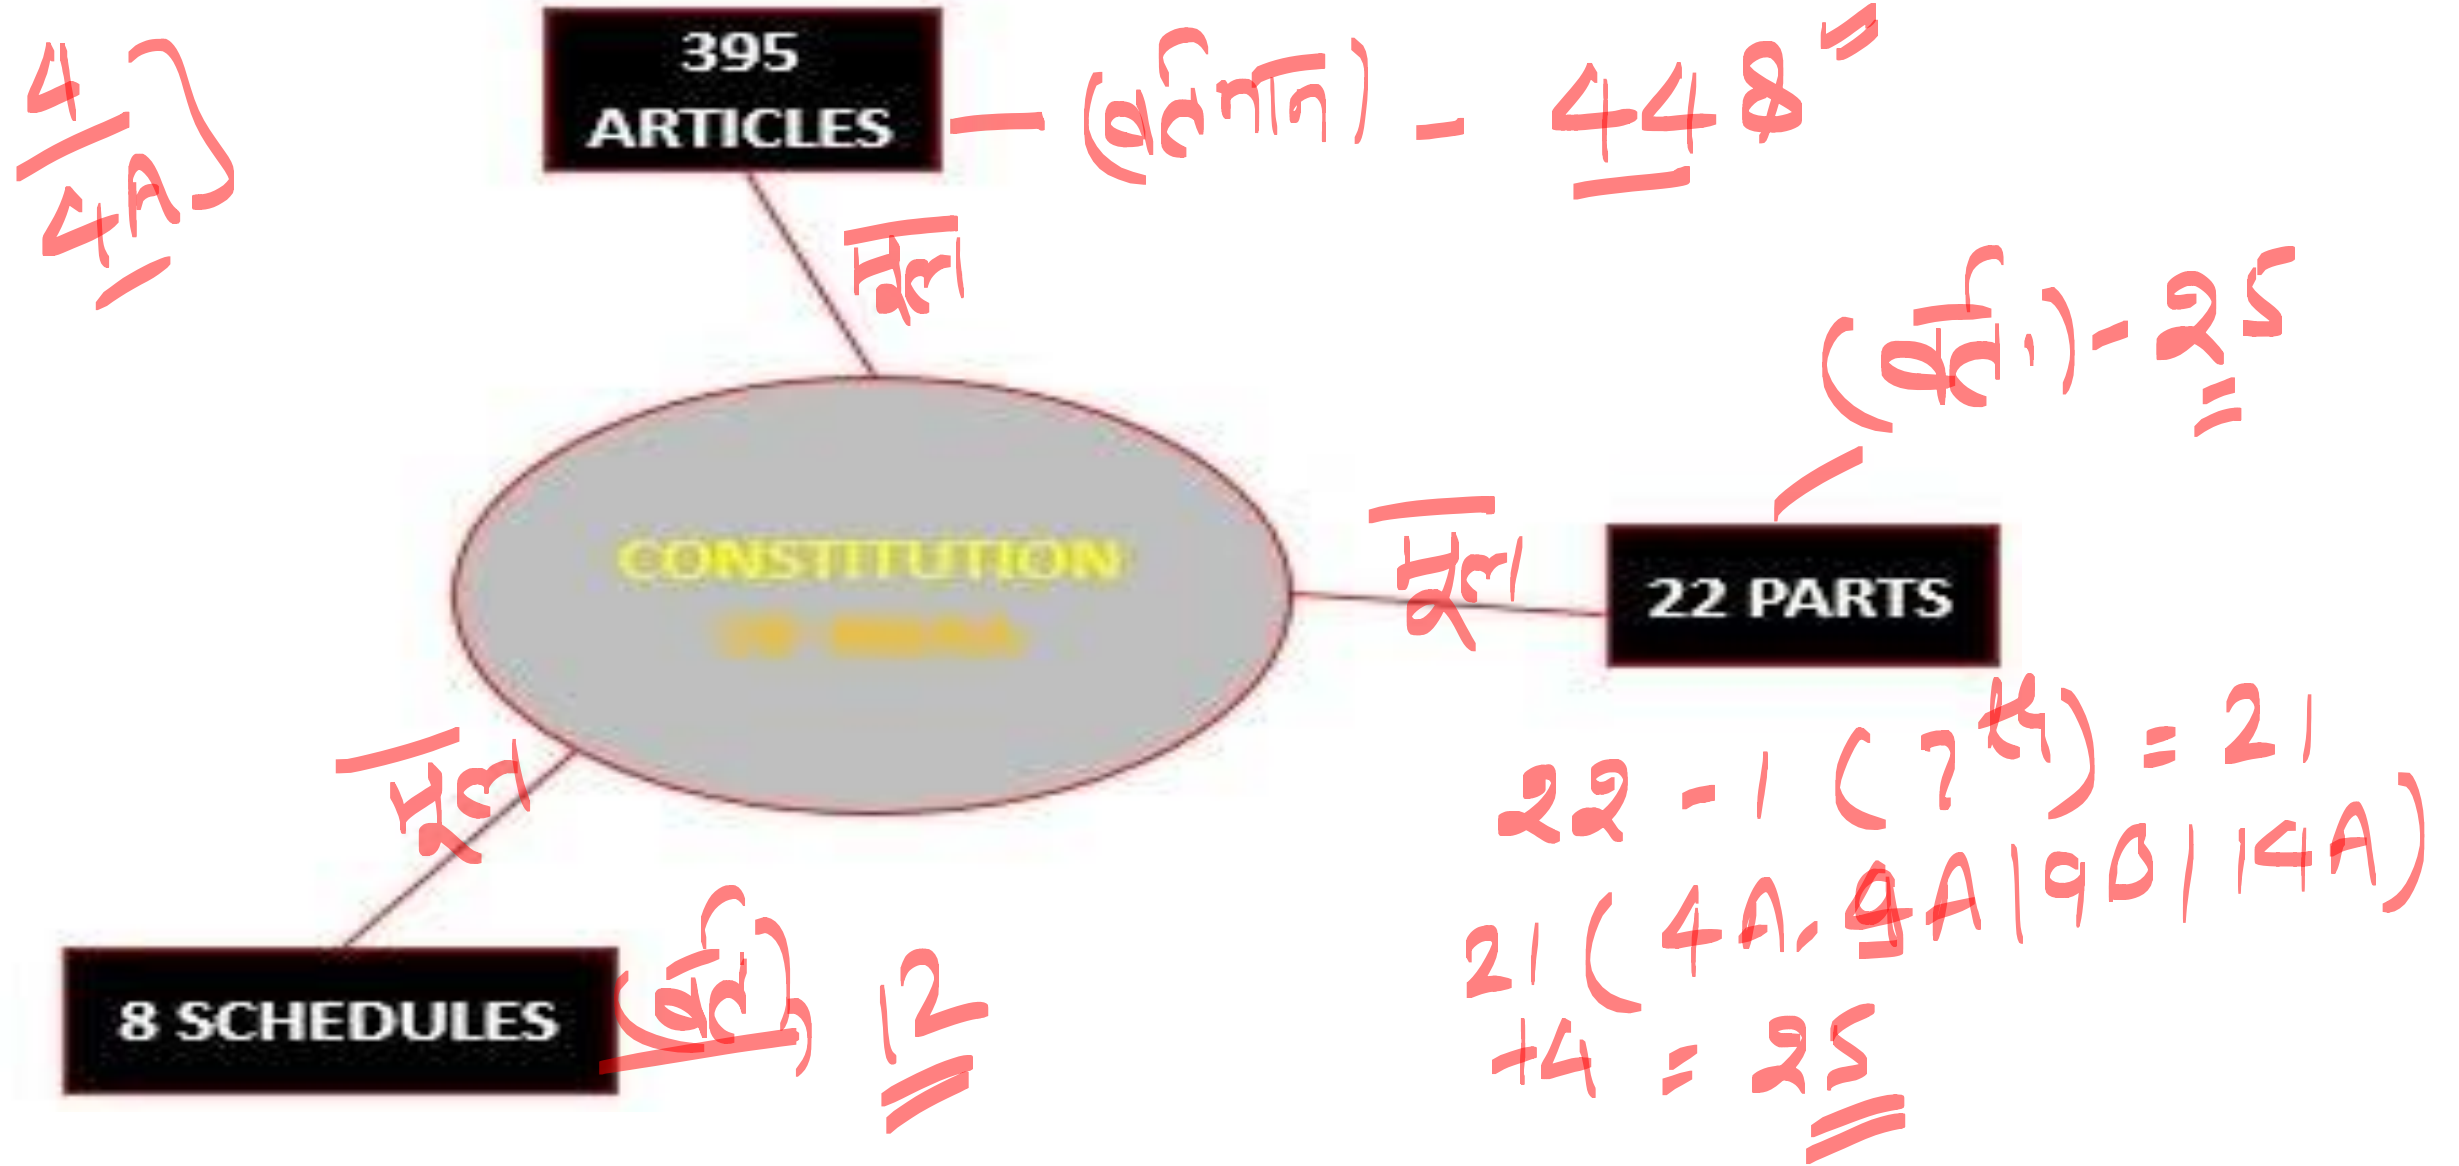 4
4A
395
ARTICLES
— (वर्तमान) - 448
मूल
(वर्त.) - 25
CONSTITUTION
मूल
22 PARTS
मूल
22 - 1 (7th) = 21
21 (4A, 9A | 9B | 14A)
+4 = 25
8 SCHEDULES
(वर्त) 12